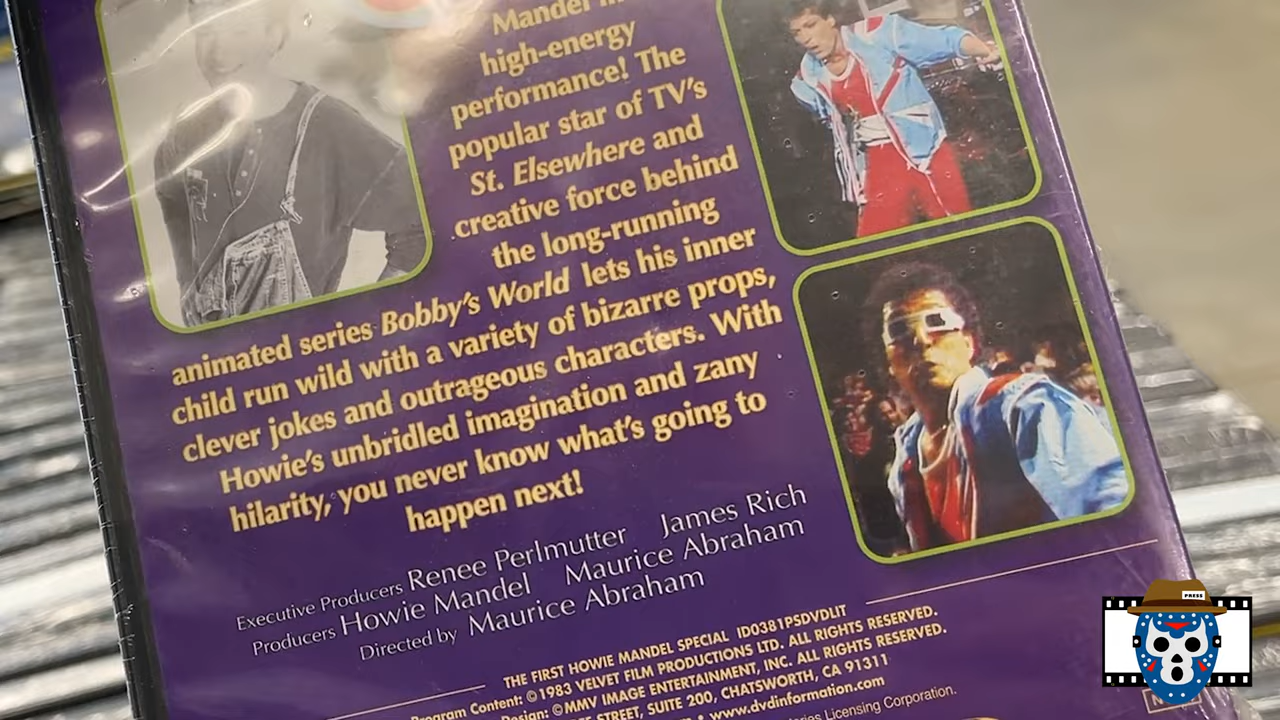 Mandel in
high-energy
performance! The
popular star of TV's
St. Elsewhere and
creative force behind
the long-running
animated series Bobby's World lets his inner
child run wild with a variety of bizarre props,
clever jokes and outrageous characters. With
Howie's unbridled imagination and zany
hilarity, you never know what's going to
happen next!
Executive Producers Renee Perlmutter James Rich
Producers Howie Mandel Maurice Abraham
Directed by Maurice Abraham
THE FIRST HOWIE MANDEL SPECIAL ID0381PSDVDLIT
Program Content: ©1983 VELVET FILM PRODUCTIONS LTD. ALL RIGHTS RESERVED.
Design: ©MMV IMAGE ENTERTAINMENT, INC. ALL RIGHTS RESERVED.
STREET, SUITE 200, CHATSWORTH, CA 91311
www.dvdinformation.com
Licensing Corporation.
PRESS